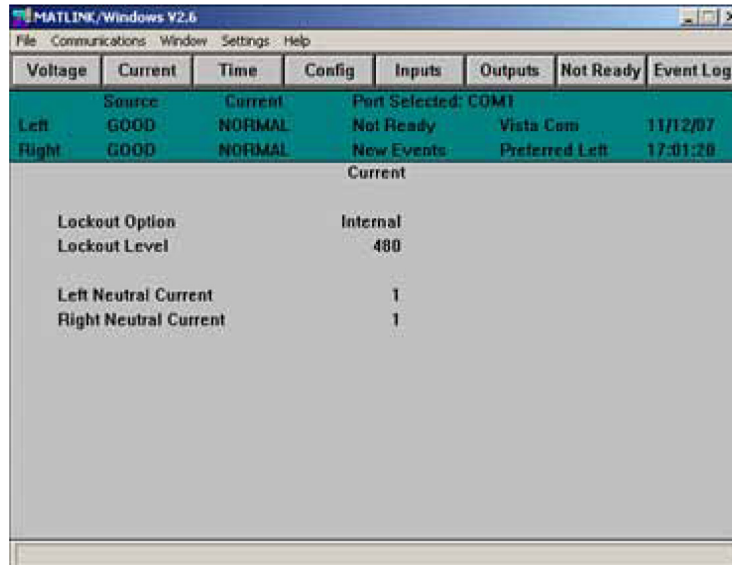 MATLINK/Windows V2.6
File Communications Window Settings Help
Voltage Current Time Config Inputs Outputs Not Ready Event Log
Source Current Port Selected: COM1
Left GOOD NORMAL Not Ready Vista Com 11/12/07
Right GOOD NORMAL New Events Preferred Left 17:01:20
Current
Lockout Option Internal
Lockout Level 480
Left Neutral Current 1
Right Neutral Current 1